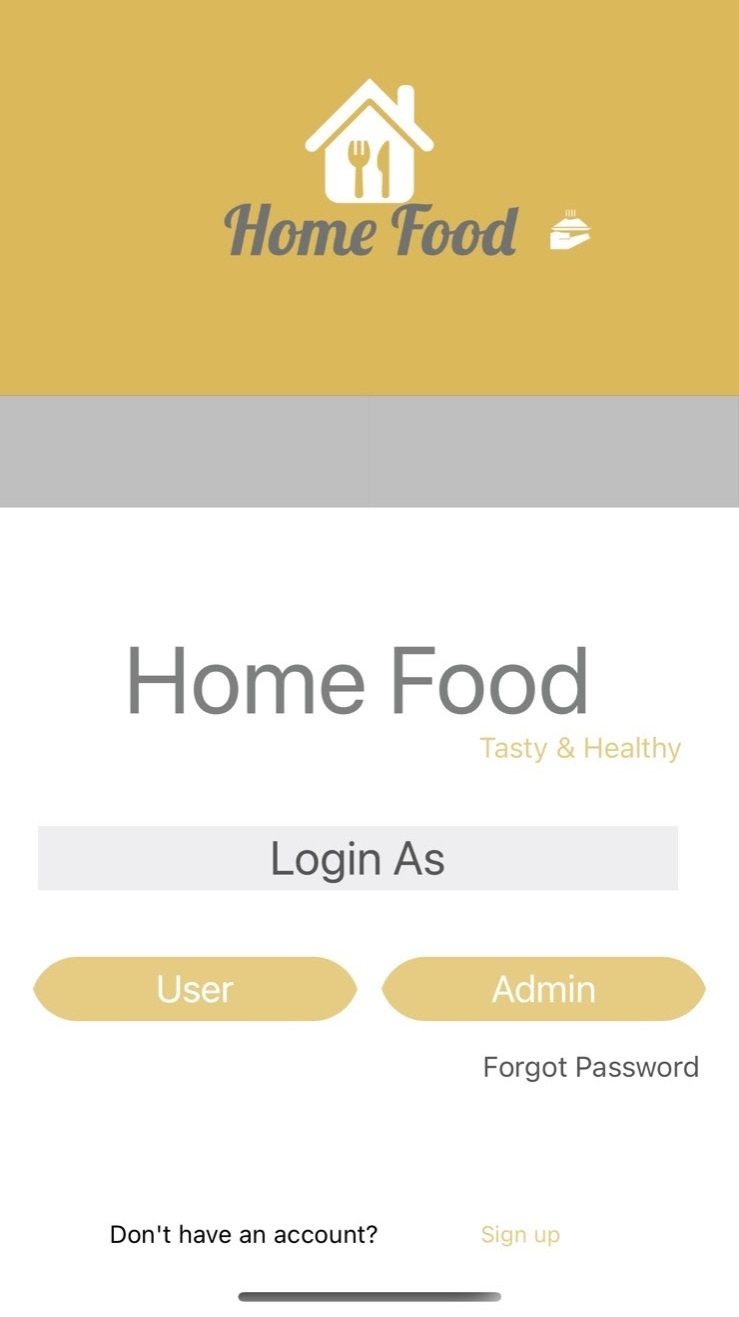 Home Food
Home Food
Tasty & Healthy
Login As
User Admin
Forgot Password
Don't have an account? Sign up